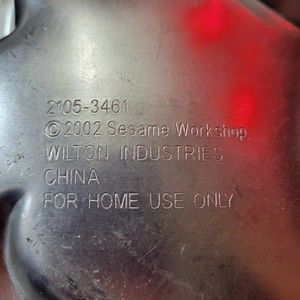 2105-3461
©2002 Sesame Workshop
WILTON INDUSTRIES
CHINA
FOR HOME USE ONLY